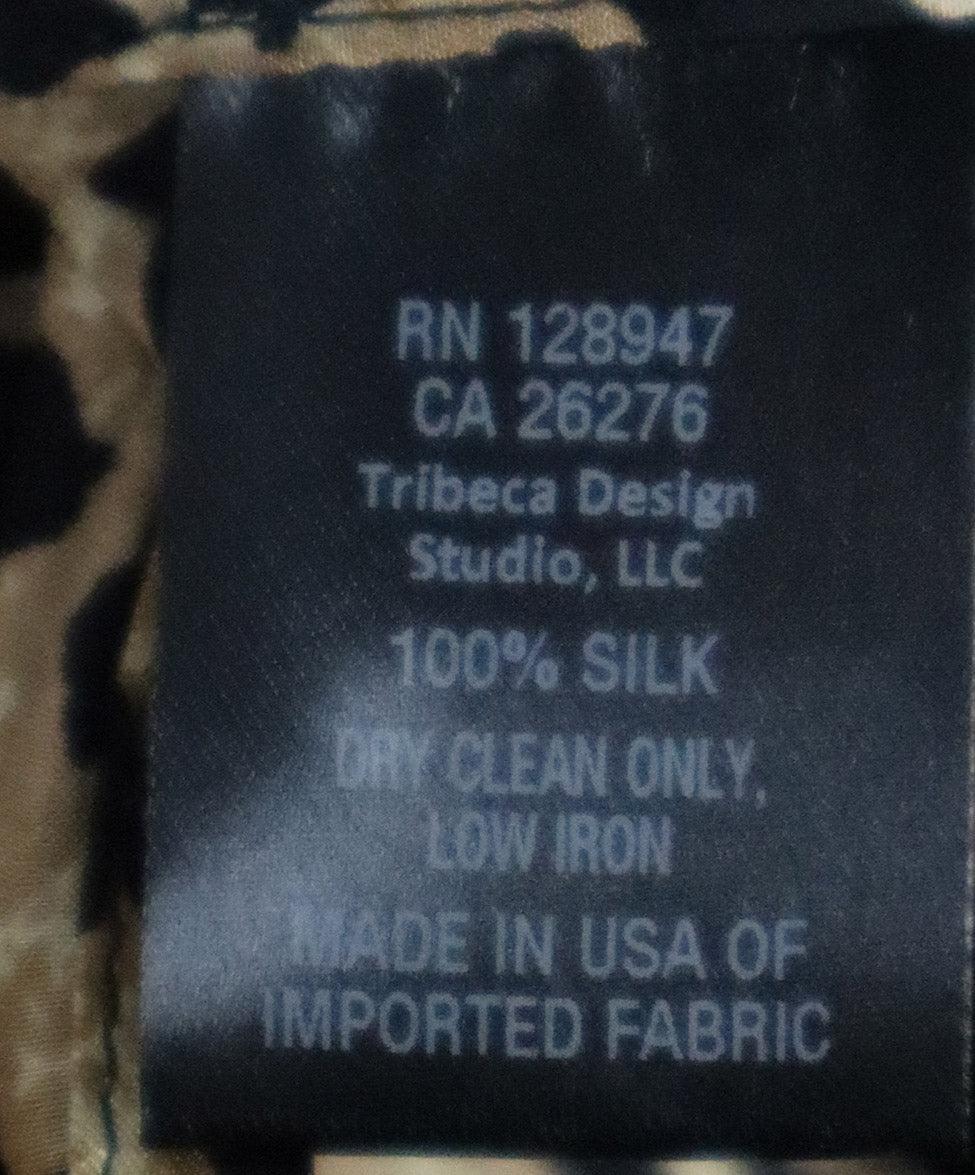 RN 128947
CA 26276
Tribeca Design
Studio, LLC
100% SILK
DRY CLEAN ONLY,
LOW IRON
MADE IN USA OF
IMPORTED FABRIC